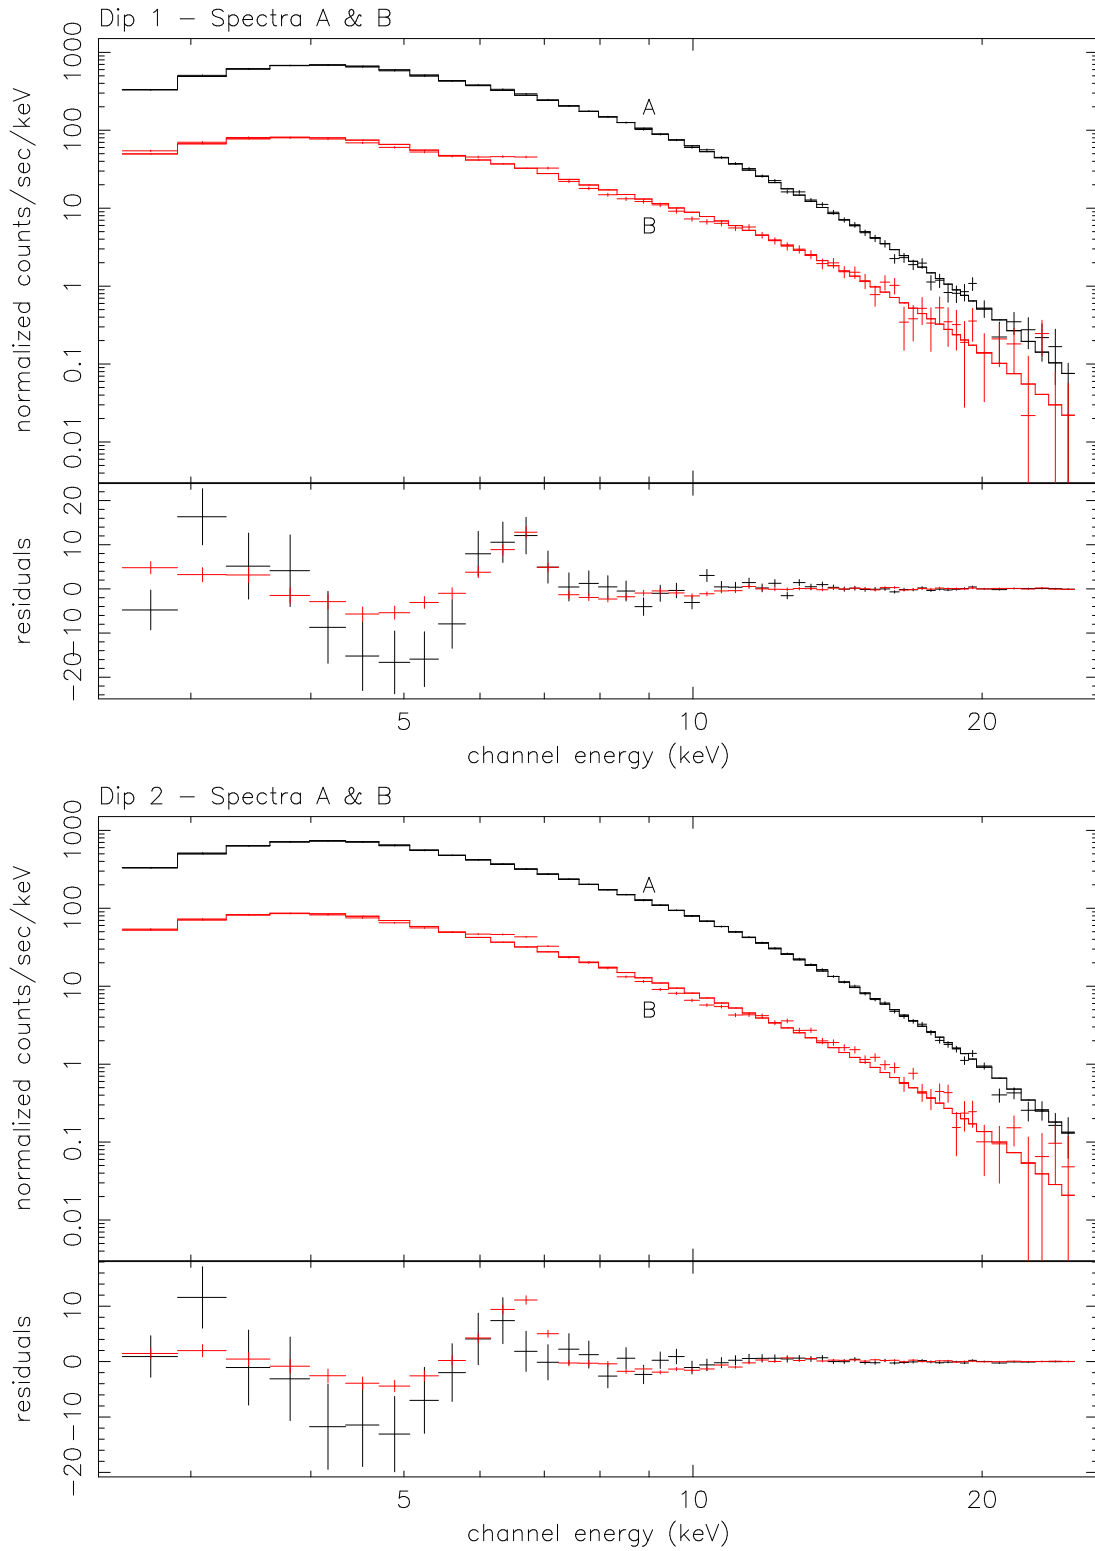 Dip 1 – Spectra A & B
normalized counts/sec/keV
1000
100
10
1
0.1
0.01
A
B
residuals
20
10
0
−10
−20
5 10 20
channel energy (keV)
Dip 2 – Spectra A & B
normalized counts/sec/keV
1000
100
10
1
0.1
0.01
A
B
residuals
10
0
−10
−20
5 10 20
channel energy (keV)